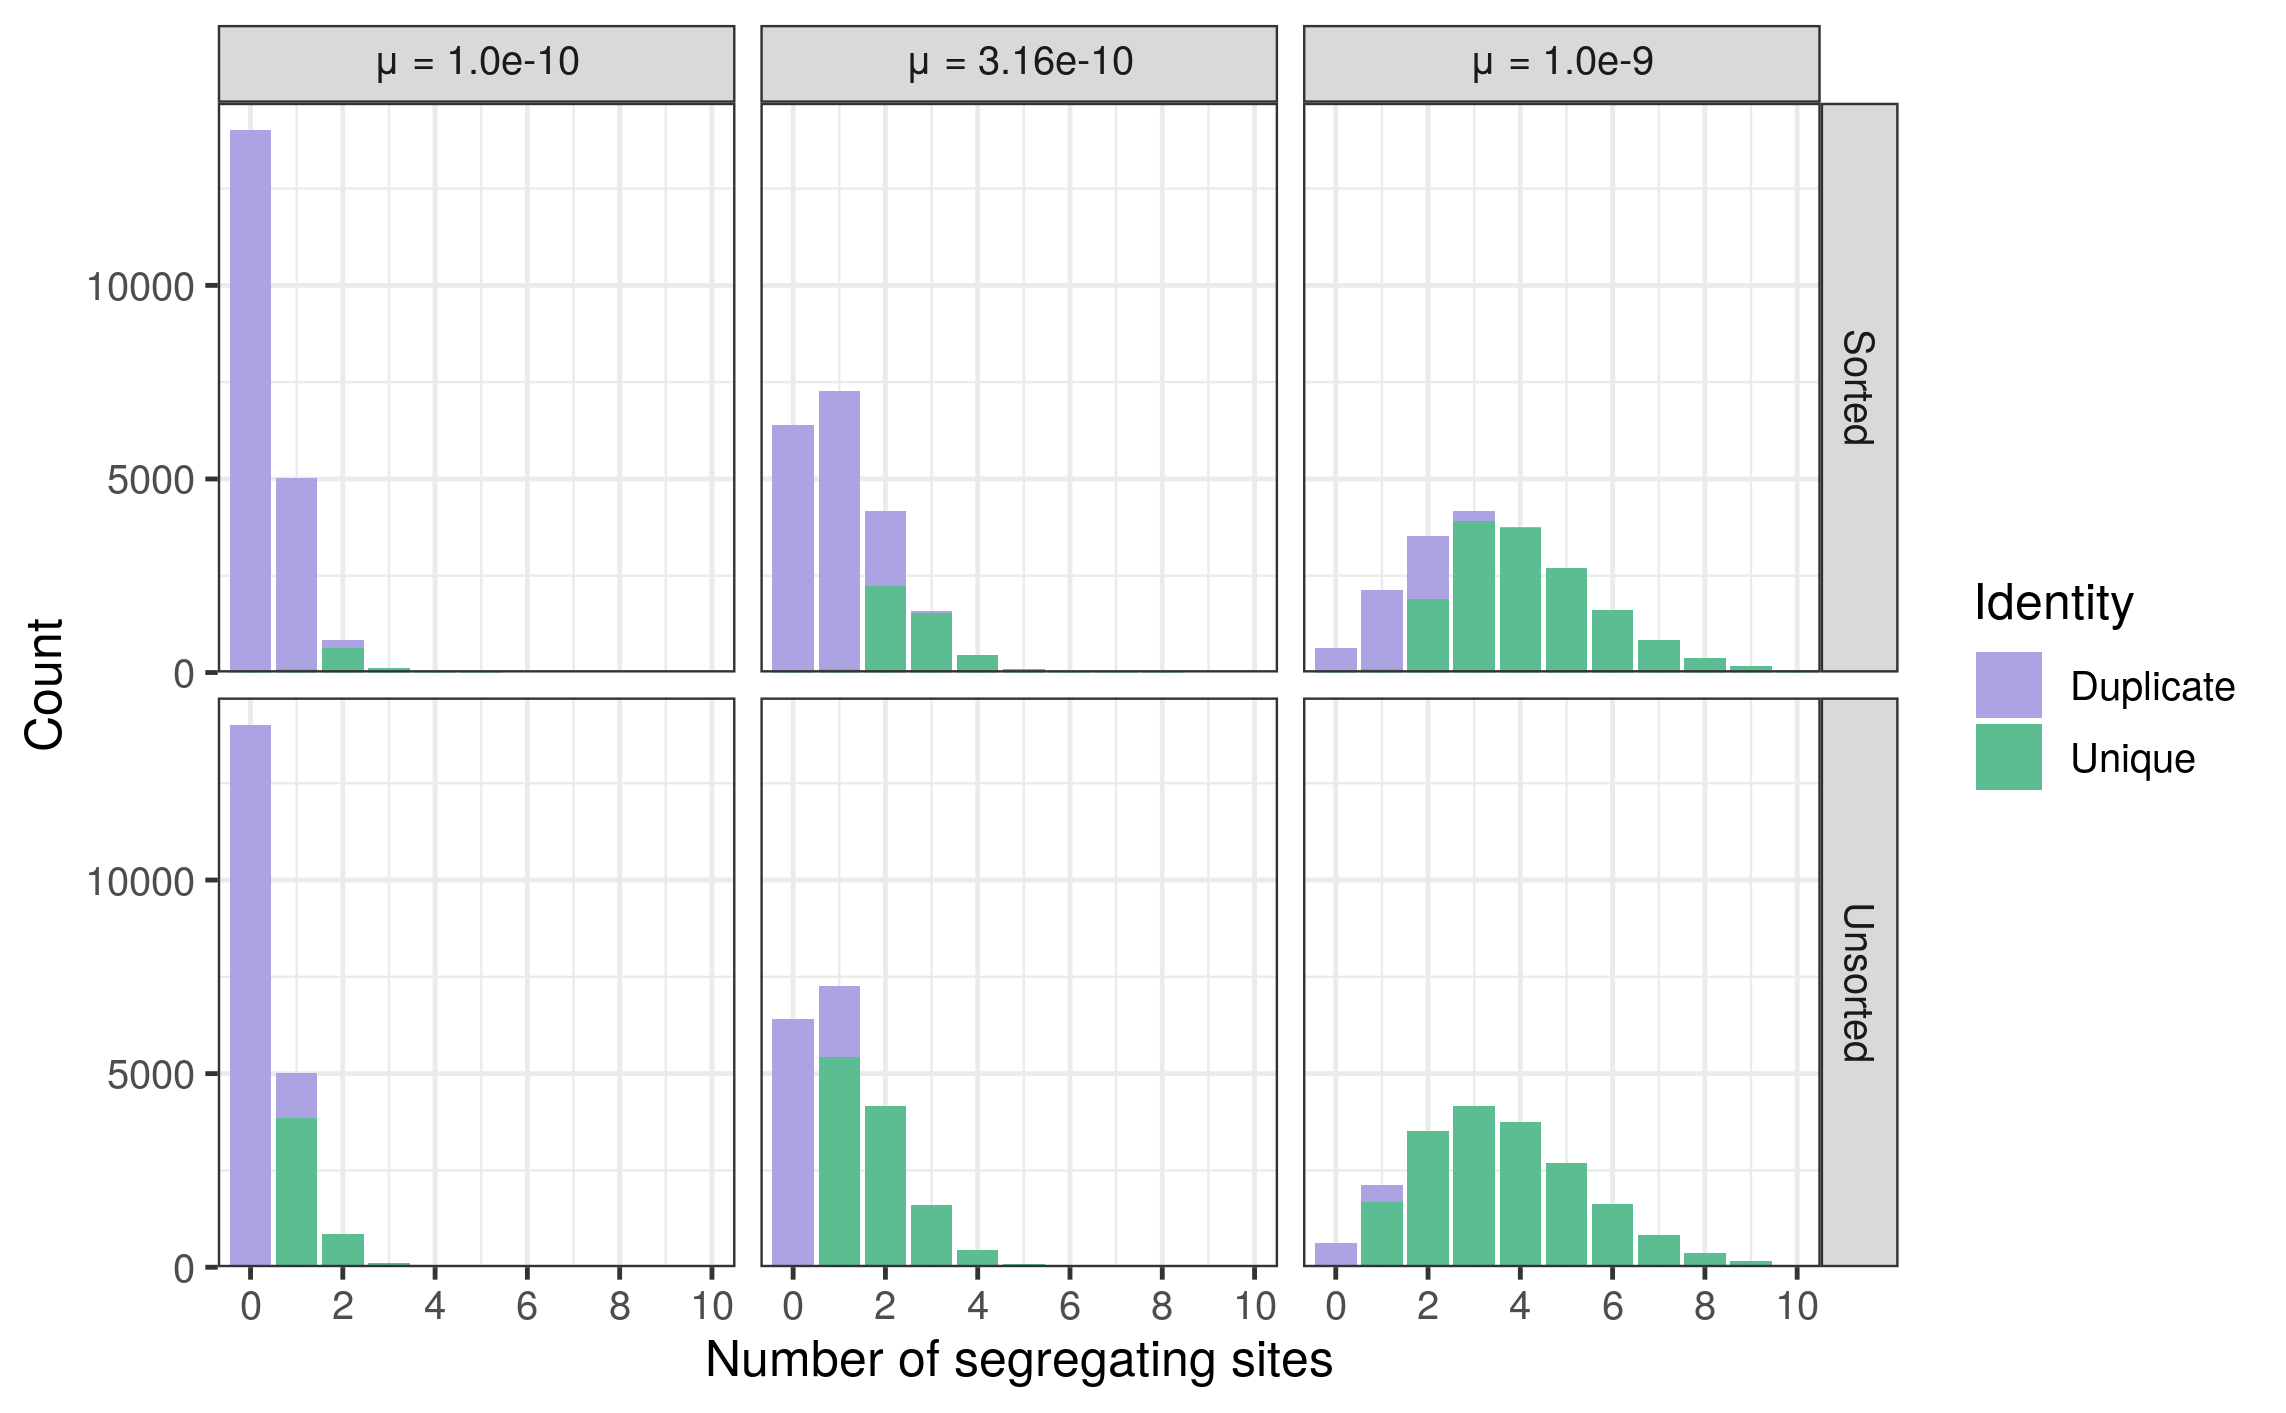 μ = 1.0e-10
μ = 3.16e-10
μ = 1.0e-9
10000
5000
0
Sorted
Count
10000
5000
0
Unsorted
0 2 4 6 8 10
0 2 4 6 8 10
0 2 4 6 8 10
Number of segregating sites
Identity
Duplicate
Unique